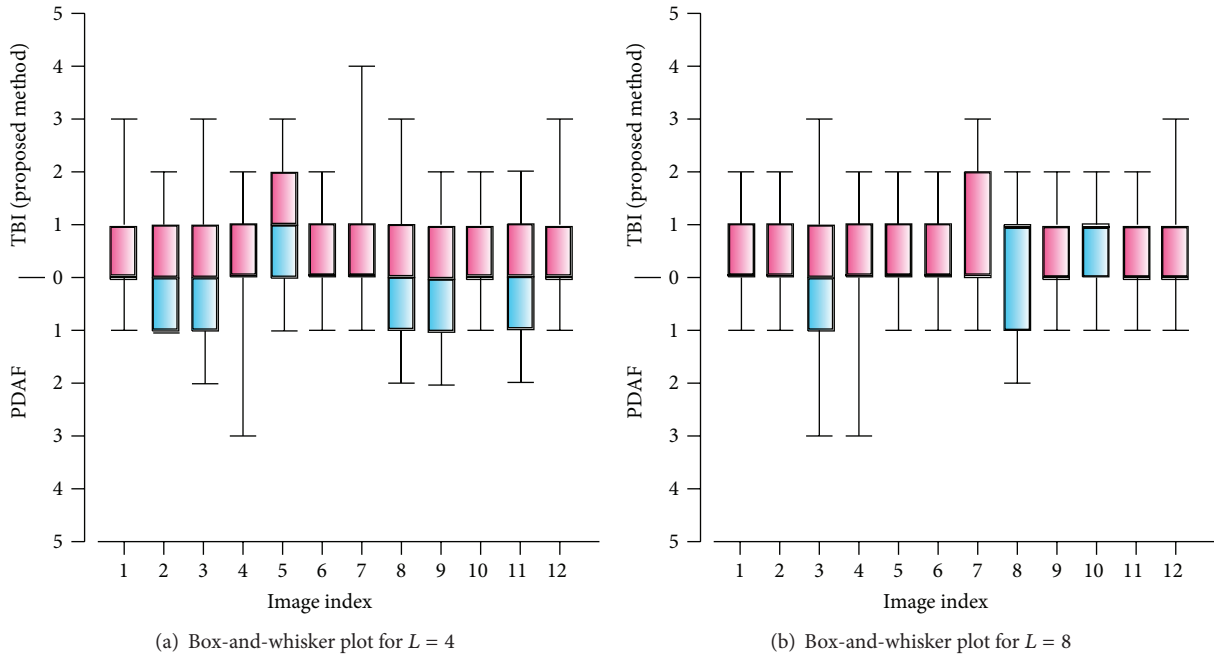 5
4
3
2
1
0
1
2
3
4
5
TBI (proposed method)
PDAF
1 2 3 4 5 6 7 8 9 10 11 12
Image index
(a) Box-and-whisker plot for L = 4
5
4
3
2
1
0
1
2
3
4
5
TBI (proposed method)
PDAF
1 2 3 4 5 6 7 8 9 10 11 12
Image index
(b) Box-and-whisker plot for L = 8